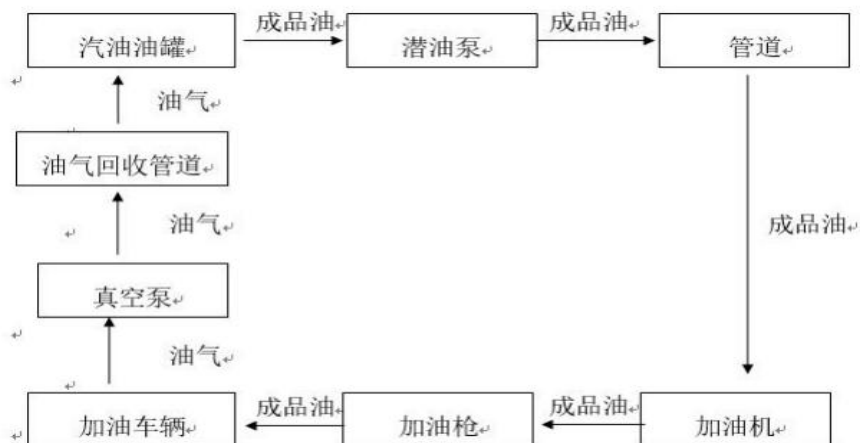 汽油油罐
成品油
潜油泵
成品油
管道
油气
油气回收管道
油气
成品油
真空泵
油气
加油车辆
成品油
加油枪
成品油
加油机